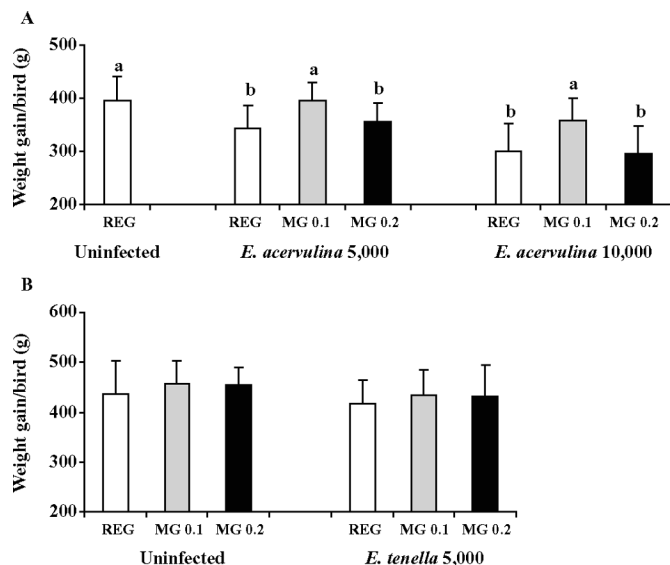 A
Weight gain/bird (g)
500
400
300
200
a
b
a
b
b
a
b
REG
REG MG 0.1 MG 0.2
REG MG 0.1 MG 0.2
Uninfected
E. acervulina 5,000
E. acervulina 10,000
B
Weight gain/bird (g)
600
500
400
300
200
REG MG 0.1 MG 0.2
REG MG 0.1 MG 0.2
Uninfected
E. tenella 5,000